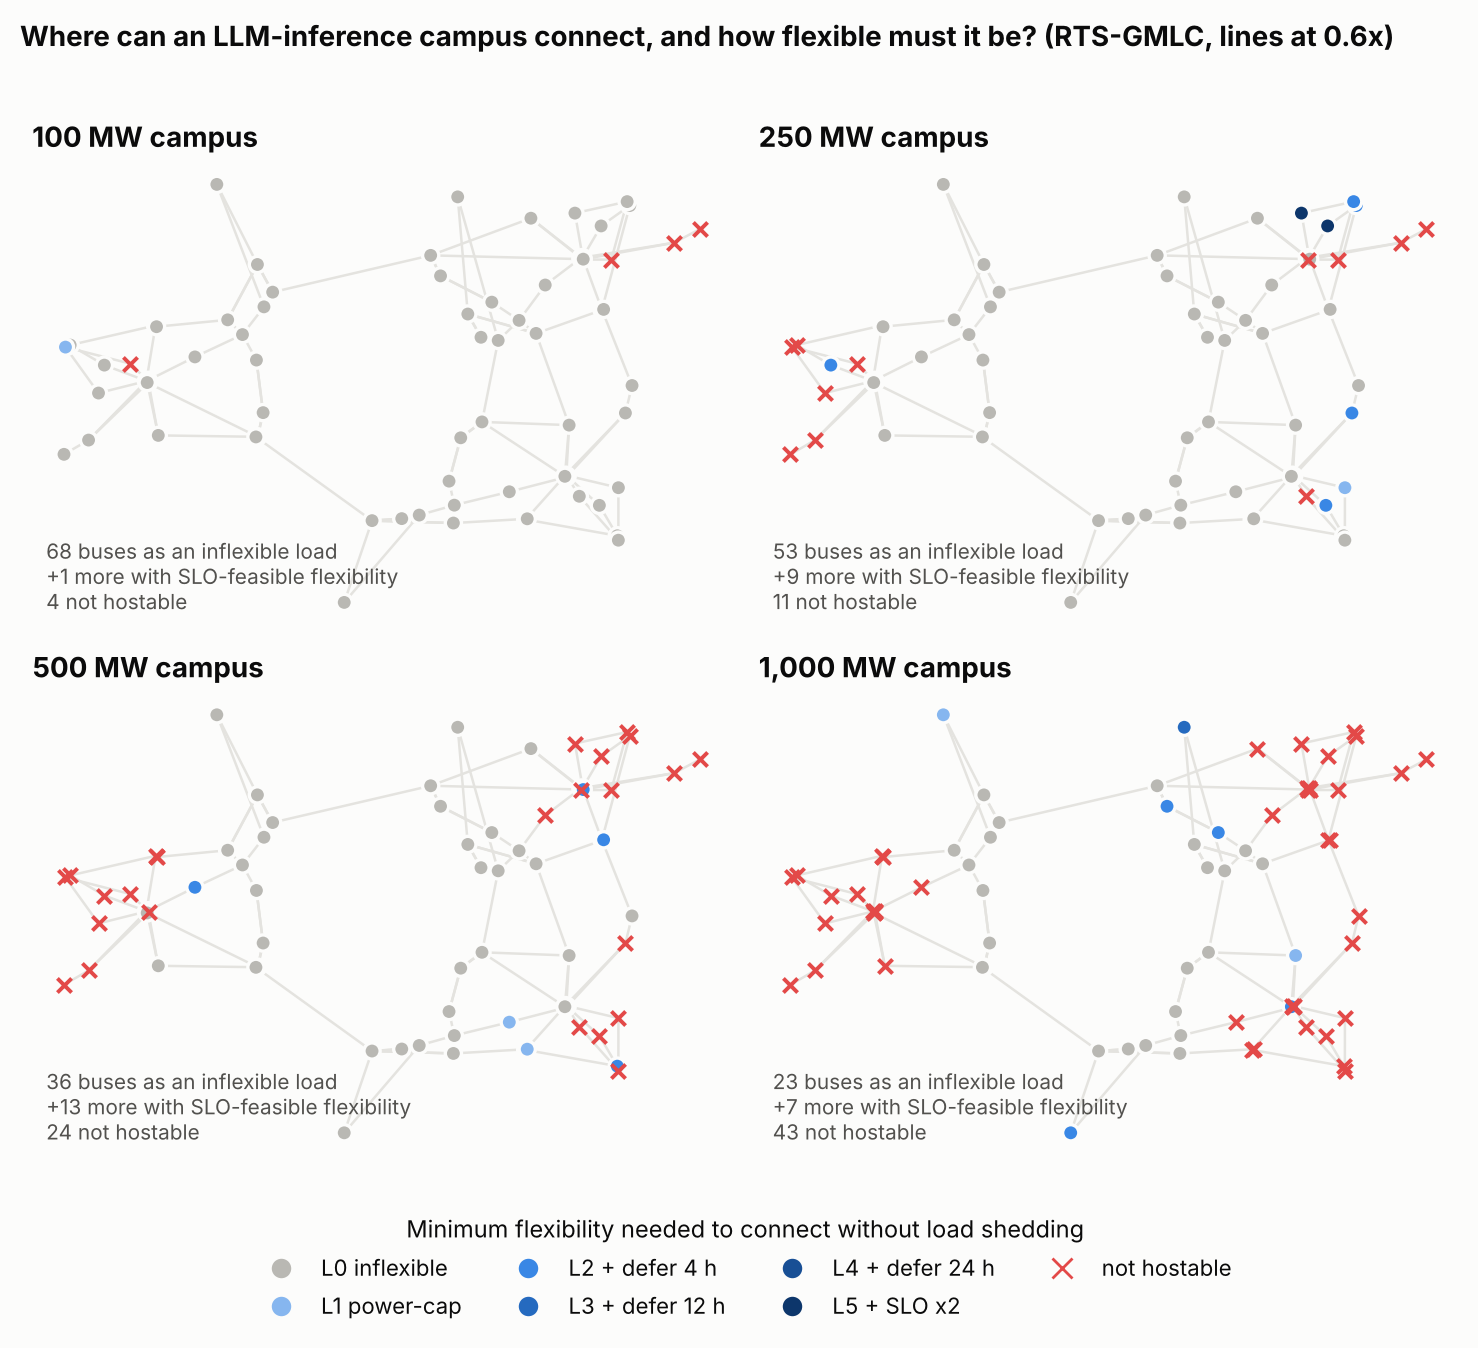 Where can an LLM-inference campus connect, and how flexible must it be? (RTS-GMLC, lines at 0.6x)
100 MW campus
68 buses as an inflexible load
+1 more with SLO-feasible flexibility
4 not hostable
250 MW campus
53 buses as an inflexible load
+9 more with SLO-feasible flexibility
11 not hostable
500 MW campus
36 buses as an inflexible load
+13 more with SLO-feasible flexibility
24 not hostable
1,000 MW campus
23 buses as an inflexible load
+7 more with SLO-feasible flexibility
43 not hostable
Minimum flexibility needed to connect without load shedding
L0 inflexible
L1 power-cap
L2 + defer 4 h
L3 + defer 12 h
L4 + defer 24 h
L5 + SLO x2
not hostable